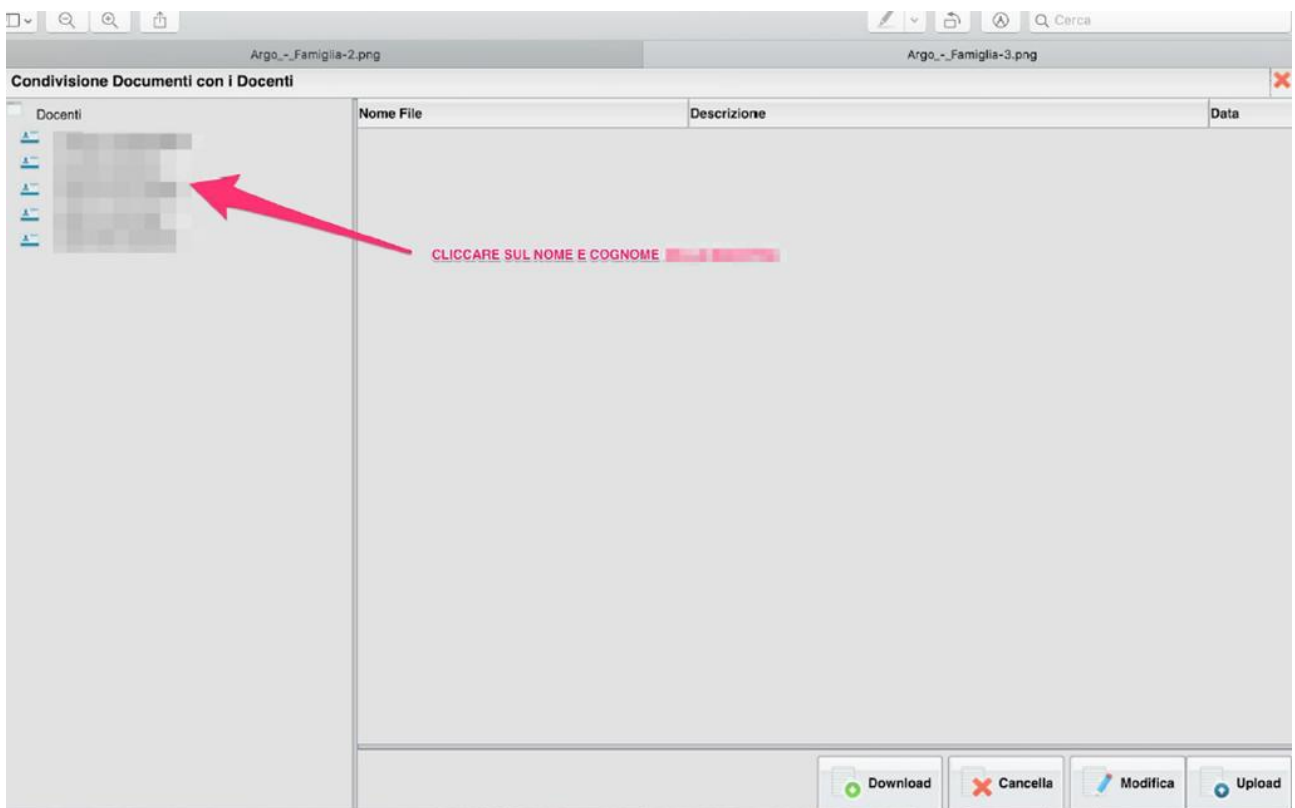 Cerca
Argo_-_Famiglia-2.png
Argo_-_Famiglia-3.png
Condivisione Documenti con i Docenti
Docenti
Nome File
Descrizione
Data
CLICCARE SUL NOME E COGNOME
Download
Cancella
Modifica
Upload